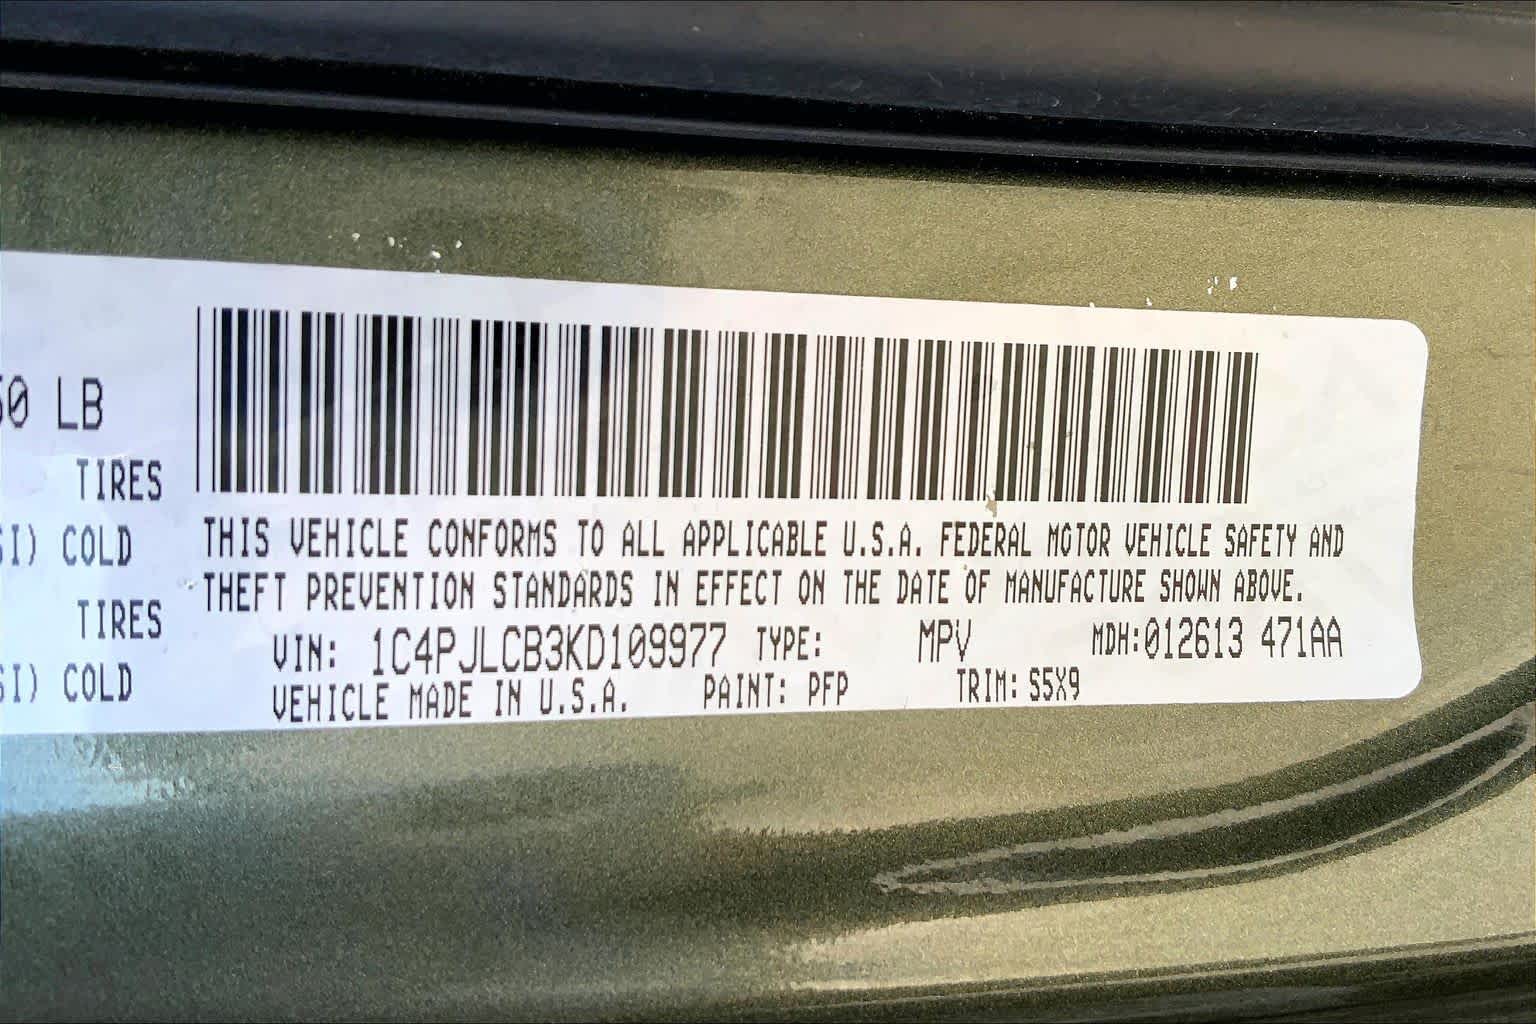 50 LB
TIRES
SI) COLD
TIRES
SI) COLD
THIS VEHICLE CONFORMS TO ALL APPLICABLE U.S.A. FEDERAL MOTOR VEHICLE SAFETY AND
THEFT PREVENTION STANDARDS IN EFFECT ON THE DATE OF MANUFACTURE SHOWN ABOVE.
VIN: 1C4PJLCB3KD109977 TYPE: MPV MDH:012613 471AA
VEHICLE MADE IN U.S.A. PAINT: PFP TRIM: S5X9